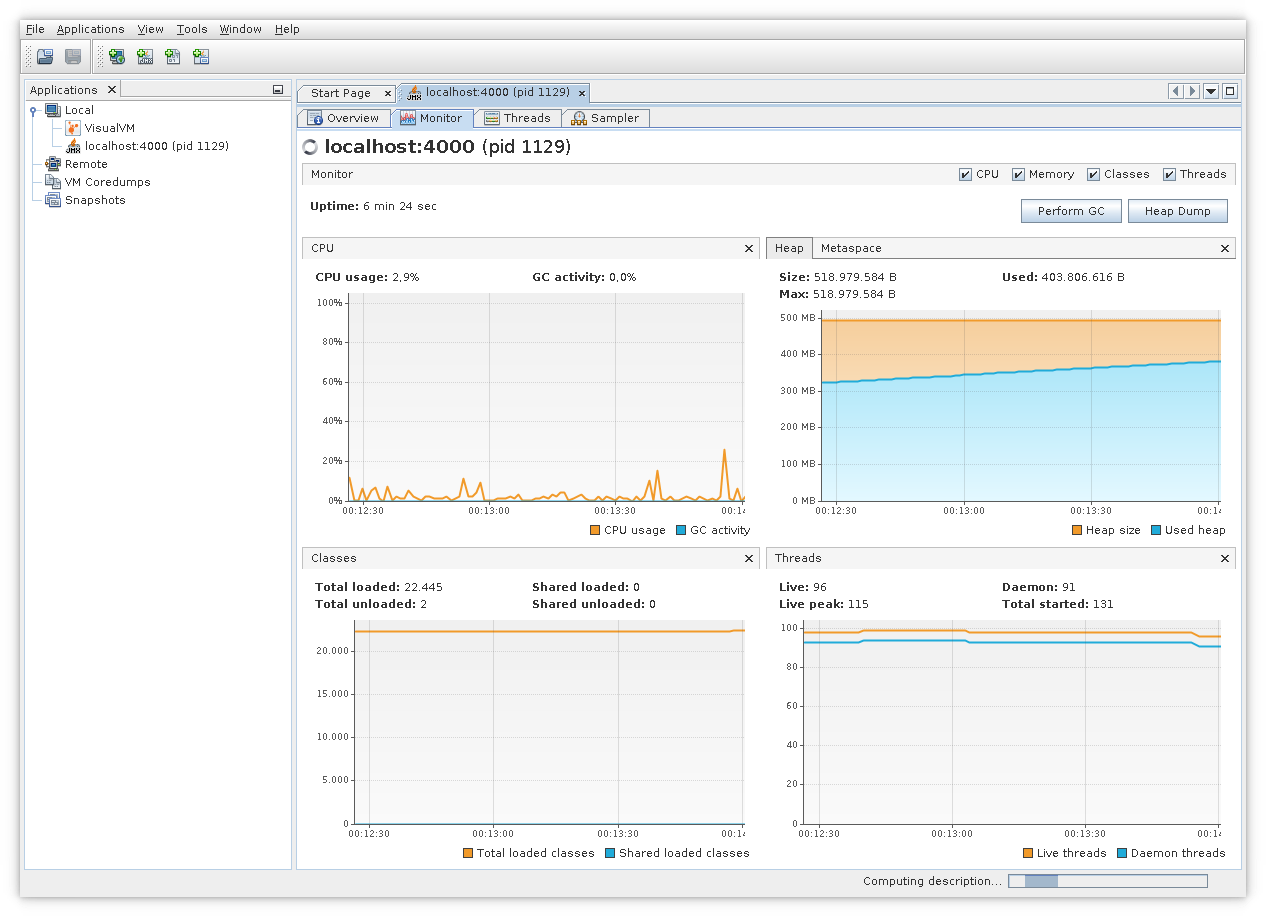 File Applications View Tools Window Help
Applications
Local
VisualVM
localhost:4000 (pid 1129)
Remote
VM Coredumps
Snapshots
Start Page
localhost:4000 (pid 1129)
Overview Monitor Threads Sampler
localhost:4000 (pid 1129)
Monitor CPU Memory Classes Threads
Uptime: 6 min 24 sec
Perform GC Heap Dump
CPU
CPU usage: 2,9% GC activity: 0,0%
100%
80%
60%
40%
20%
0%
00:12:30 00:13:00 00:13:30 00:14
CPU usage GC activity
Heap Metaspace
Size: 518.979.584 B Used: 403.806.616 B
Max: 518.979.584 B
500 MB
400 MB
300 MB
200 MB
100 MB
0 MB
00:12:30 00:13:00 00:13:30 00:14
Heap size Used heap
Classes
Total loaded: 22.445 Shared loaded: 0
Total unloaded: 2 Shared unloaded: 0
20.000
15.000
10.000
5.000
0
00:12:30 00:13:00 00:13:30 00:14
Total loaded classes Shared loaded classes
Threads
Live: 96 Daemon: 91
Live peak: 115 Total started: 131
100
80
60
40
20
0
00:12:30 00:13:00 00:13:30 00:14
Live threads Daemon threads
Computing description...